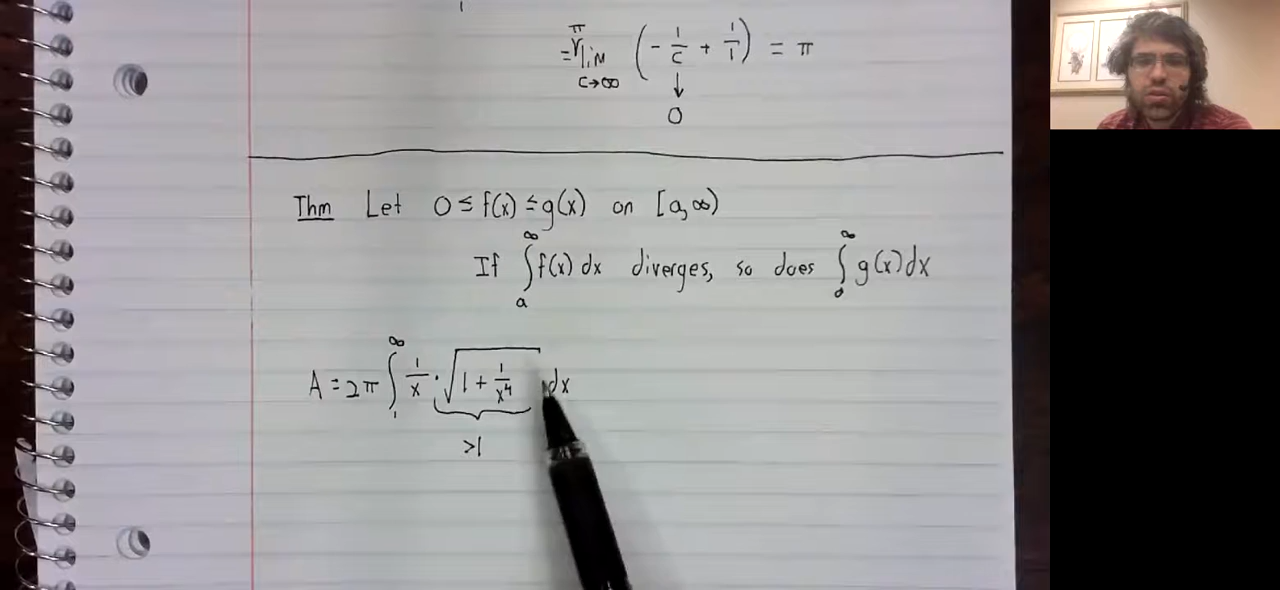 = π lim c→∞ (-1/c + 1/1) = π
↓
0
Thm Let 0 ≤ f(x) ≤ g(x) on [a,∞)
If ∫_a^∞ f(x) dx diverges, so does ∫_a^∞ g(x) dx
A = 2π ∫_1^∞ 1/x · √(1 + 1/x⁴) dx
>1